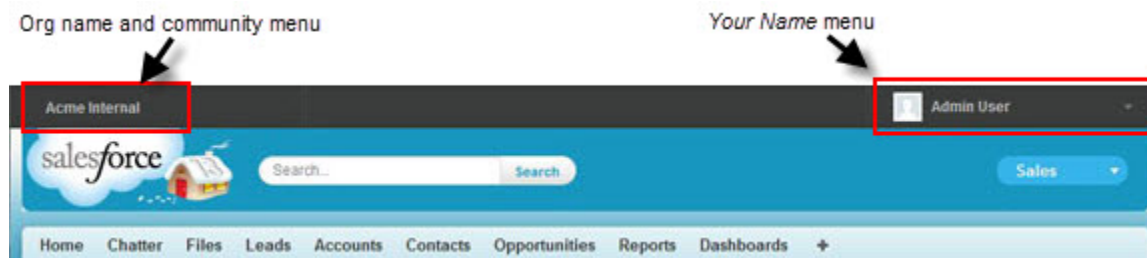 Org name and community menu
Your Name menu
Acme Internal
Admin User
salesforce
Search...
Search
Sales
Home Chatter Files Leads Accounts Contacts Opportunities Reports Dashboards +